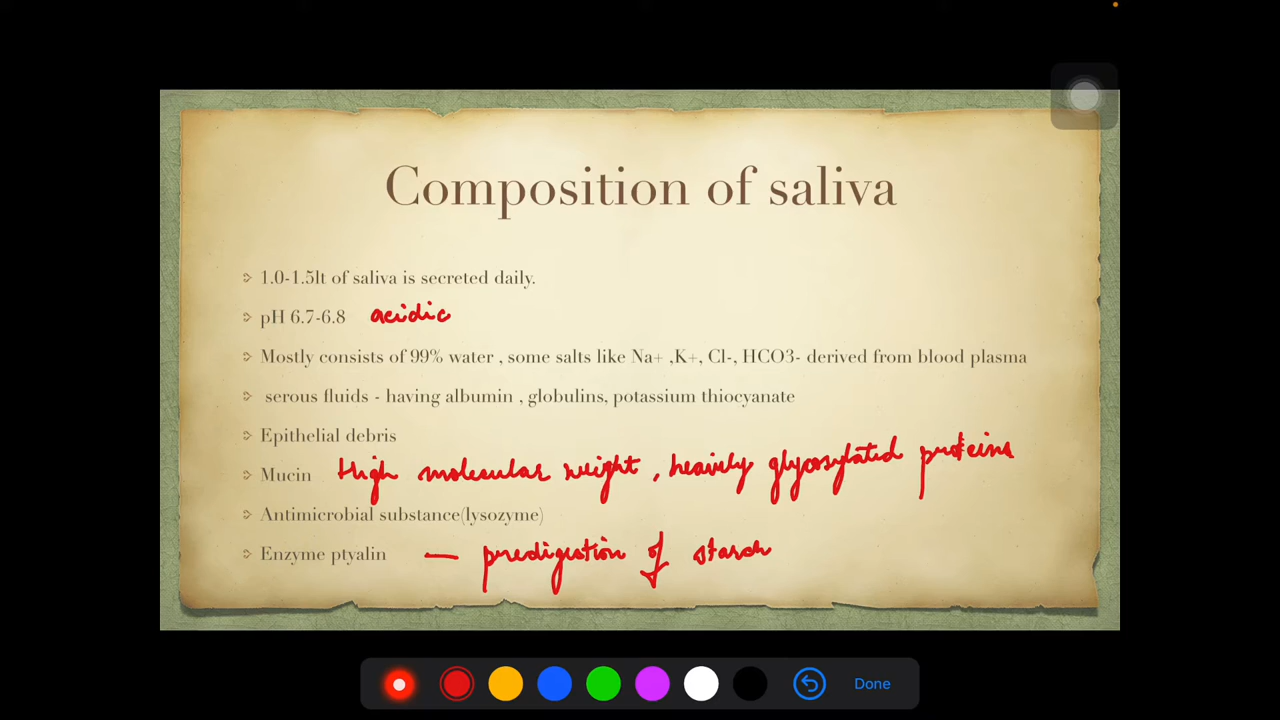 Composition of saliva
1.0-1.5lt of saliva is secreted daily.
pH 6.7-6.8 acidic
Mostly consists of 99% water , some salts like Na+ ,K+, Cl-, HCO3- derived from blood plasma
serous fluids - having albumin , globulins, potassium thiocyanate
Epithelial debris
Mucin High molecular weight, heavily glycosylated proteins
Antimicrobial substance(lysozyme)
Enzyme ptyalin — predigestion of starch
Done